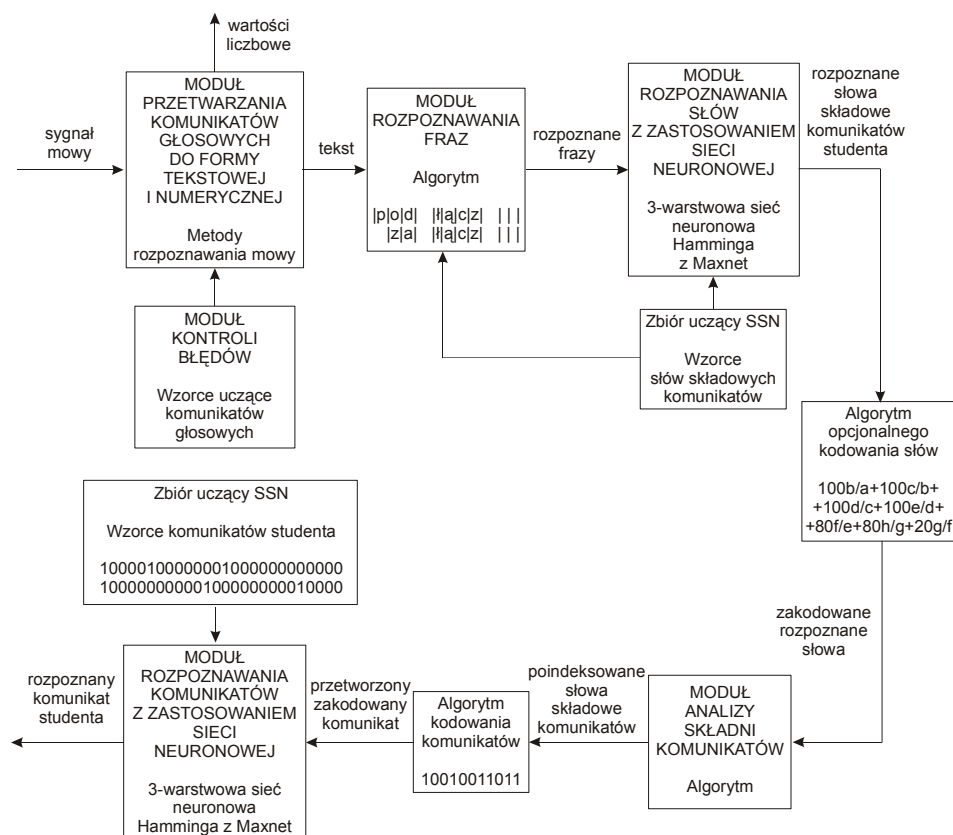 wartości
liczbowe
sygnał
mowy
MODUŁ
PRZETWARZANIA
KOMUNIKATÓW
GŁOSOWYCH
DO FORMY
TEKSTOWEJ
I NUMERYCZNEJ
Metody
rozpoznawania mowy
tekst
MODUŁ
ROZPOZNAWANIA
FRAZ
Algorytm
|p|o|d| |ł|ą|c|z| | | |
|z|a| |ł|ą|c|z| | | |
rozpoznane
frazy
MODUŁ
ROZPOZNAWANIA
SŁÓW
Z ZASTOSOWANIEM
SIECI
NEURONOWEJ
3-warstwowa sieć
neuronowa
Hamminga
z Maxnet
rozpoznane
słowa
składowe
komunikatów
studenta
MODUŁ
KONTROLI
BŁĘDÓW
Wzorce uczące
komunikatów
głosowych
Zbiór uczący SSN
Wzorce
słów składowych
komunikatów
Algorytm
opcjonalnego
kodowania słów
100b/a+100c/b+
+100d/c+100e/d+
+80f/e+80h/g+20g/f
Zbiór uczący SSN
Wzorce komunikatów studenta
10000100000001000000000000
10000000000100000000010000
zakodowane
rozpoznane
słowa
MODUŁ
ANALIZY
SKŁADNI
KOMUNIKATÓW
Algorytm
poindeksowane
słowa
składowe
komunikatów
Algorytm
kodowania
komunikatów
10010011011
przetworzony
zakodowany
komunikat
MODUŁ
ROZPOZNAWANIA
KOMUNIKATÓW
Z ZASTOSOWANIEM
SIECI
NEURONOWEJ
3-warstwowa sieć
neuronowa
Hamminga z Maxnet
rozpoznany
komunikat
studenta